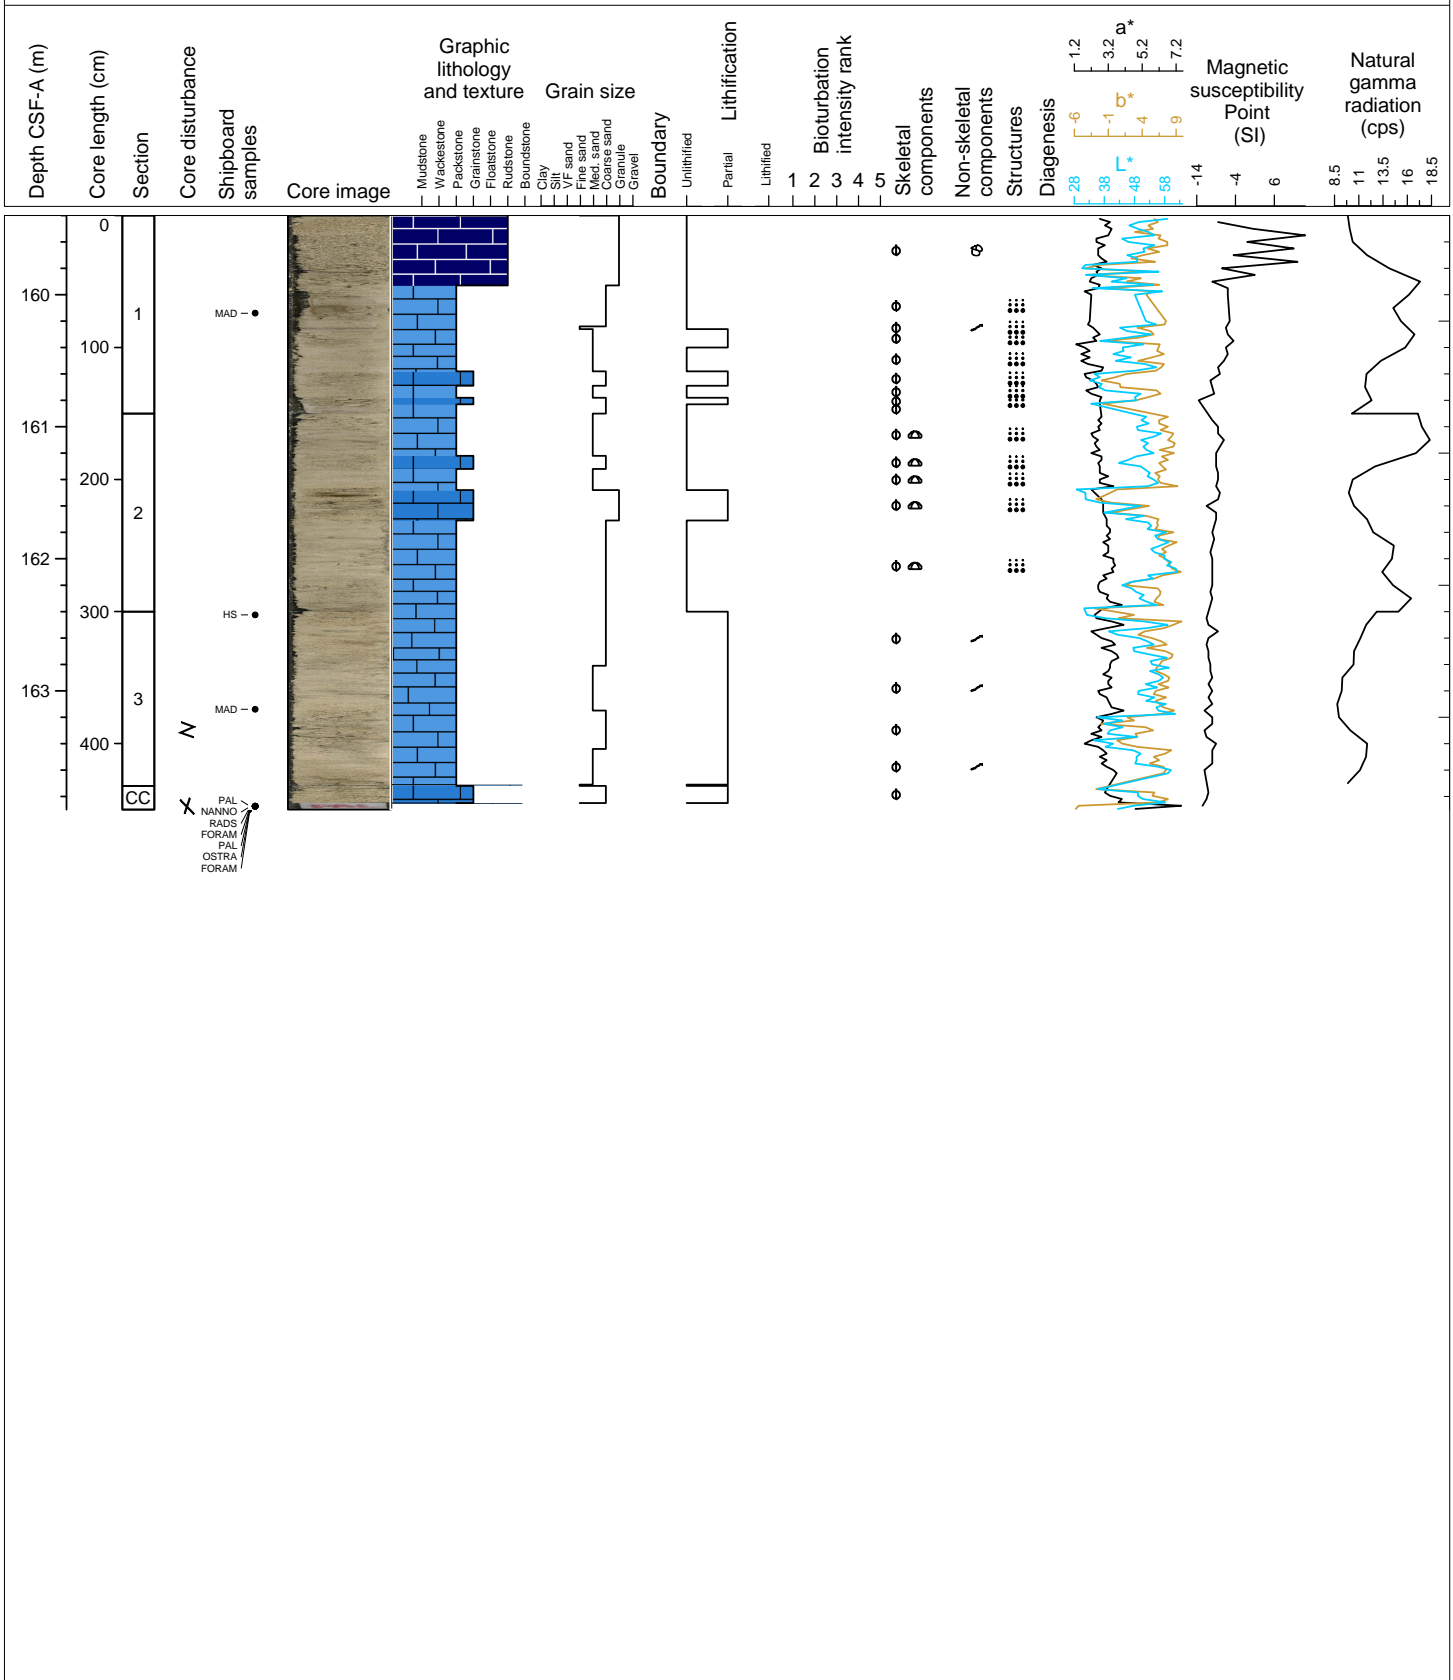 Depth CSF-A (m)
Core length (cm)
Section
Core disturbance
Shipboard
samples
Core image
Graphic
lithology
and texture
Mudstone
Wackestone
Packstone
Grainstone
Floatstone
Rudstone
Boundstone
Grain size
Clay
Silt
VF sand
Fine sand
Med. sand
Coarse sand
Granule
Gravel
Boundary
Lithification
Unlithified
Partial
Lithified
Bioturbation
intensity rank
1 2 3 4 5
Skeletal
components
Non-skeletal
components
Structures
Diagenesis
a*
1.2 3.2 5.2 7.2
b*
-6 -1 4 9
L*
28 38 48 58
Magnetic
susceptibility
Point
(SI)
-14 -4 6
Natural
gamma
radiation
(cps)
8.5 11 13.5 16 18.5
0
160
1
MAD
100
161
200
2
162
300
HS
163
3
MAD
400
CC
PAL
NANNO
RADS
FORAM
PAL
OSTRA
FORAM